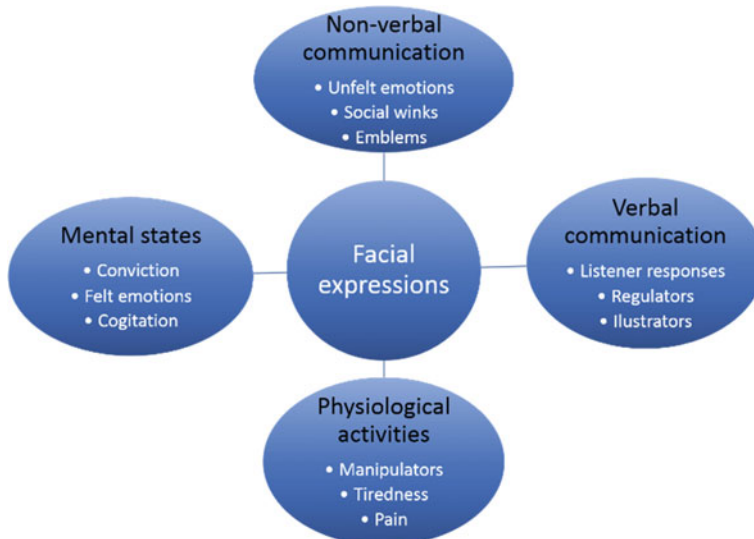 Non-verbal
communication
• Unfelt emotions
• Social winks
• Emblems
Mental states
• Conviction
• Felt emotions
• Cogitation
Facial
expressions
Verbal
communication
• Listener responses
• Regulators
• Ilustrators
Physiological
activities
• Manipulators
• Tiredness
• Pain